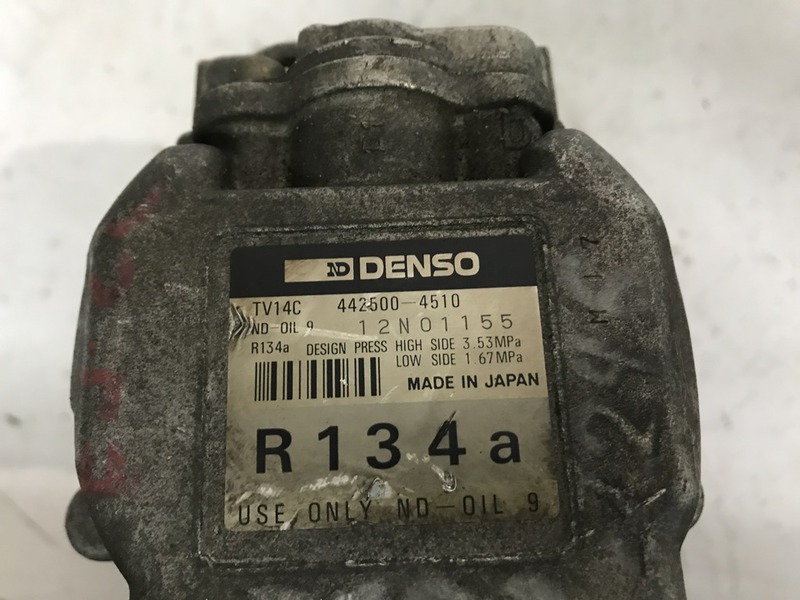 ND DENSO
TV14C 442500-4510
ND-OIL 9 12N01155
R134a DESIGN PRESS HIGH SIDE 3.53MPa
LOW SIDE 1.67MPa
MADE IN JAPAN
R134a
USE ONLY ND-OIL 9